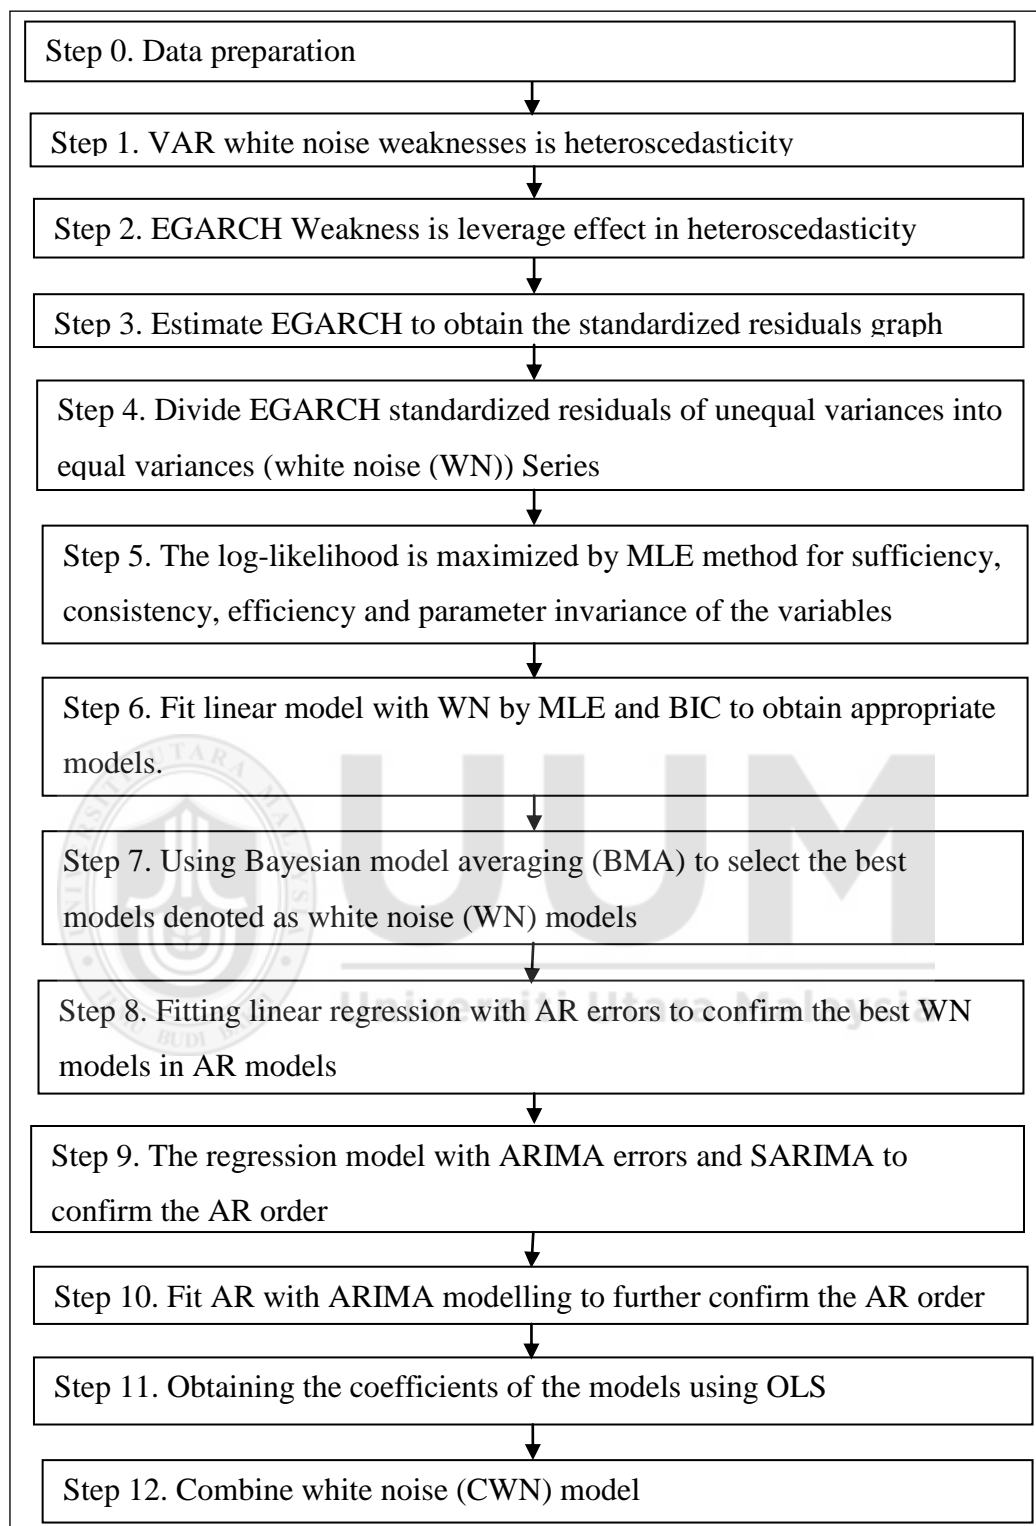 Step 0. Data preparation
Step 1. VAR white noise weaknesses is heteroscedasticity
Step 2. EGARCH Weakness is leverage effect in heteroscedasticity
Step 3. Estimate EGARCH to obtain the standardized residuals graph
Step 4. Divide EGARCH standardized residuals of unequal variances into
equal variances (white noise (WN)) Series
Step 5. The log-likelihood is maximized by MLE method for sufficiency,
consistency, efficiency and parameter invariance of the variables
Step 6. Fit linear model with WN by MLE and BIC to obtain appropriate
models.
UUM
UNIVERSITI UTARA MALAYSIA
Step 7. Using Bayesian model averaging (BMA) to select the best
models denoted as white noise (WN) models
Universiti Utara Malaysia
BUDI
Step 8. Fitting linear regression with AR errors to confirm the best WN
models in AR models
Step 9. The regression model with ARIMA errors and SARIMA to
confirm the AR order
Step 10. Fit AR with ARIMA modelling to further confirm the AR order
Step 11. Obtaining the coefficients of the models using OLS
Step 12. Combine white noise (CWN) model